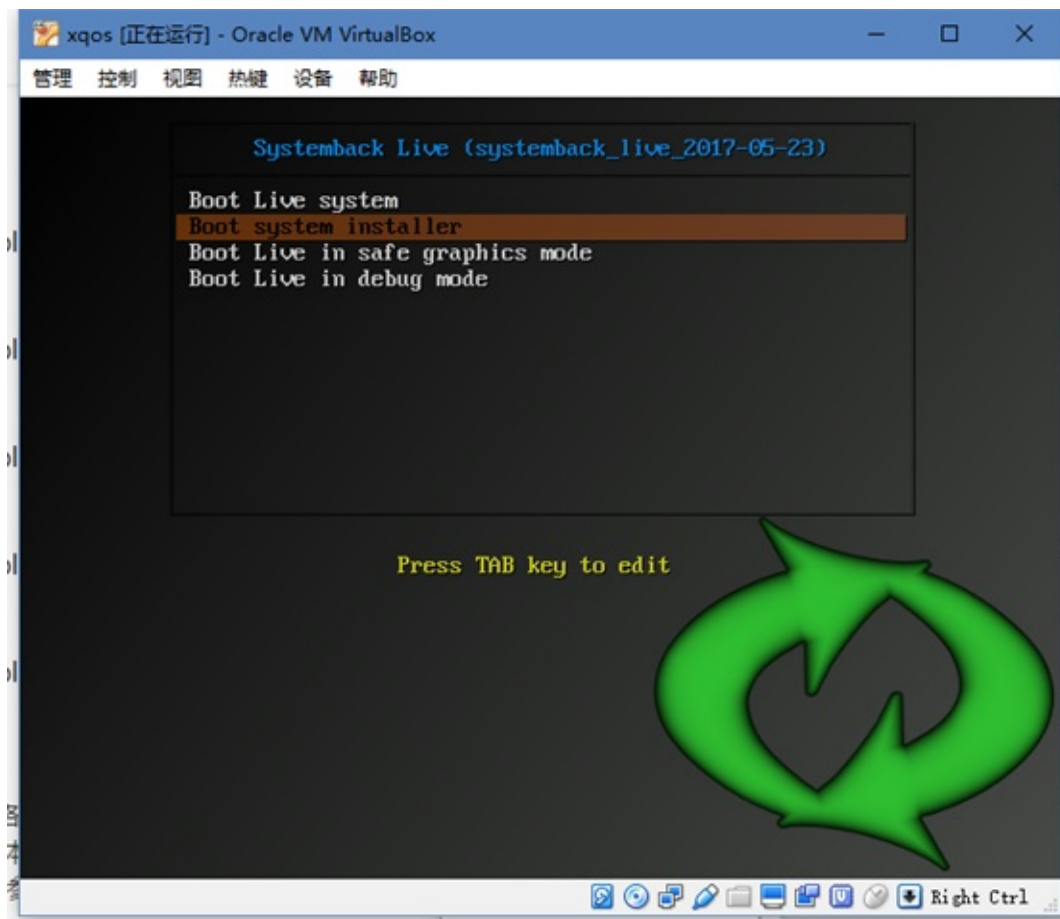 xqos [正在运行] - Oracle VM VirtualBox
管理 控制 视图 热键 设备 帮助
Systemback Live (systemback_live_2017-05-23)
Boot Live system
Boot system installer
Boot Live in safe graphics mode
Boot Live in debug mode
Press TAB key to edit
Right Ctrl